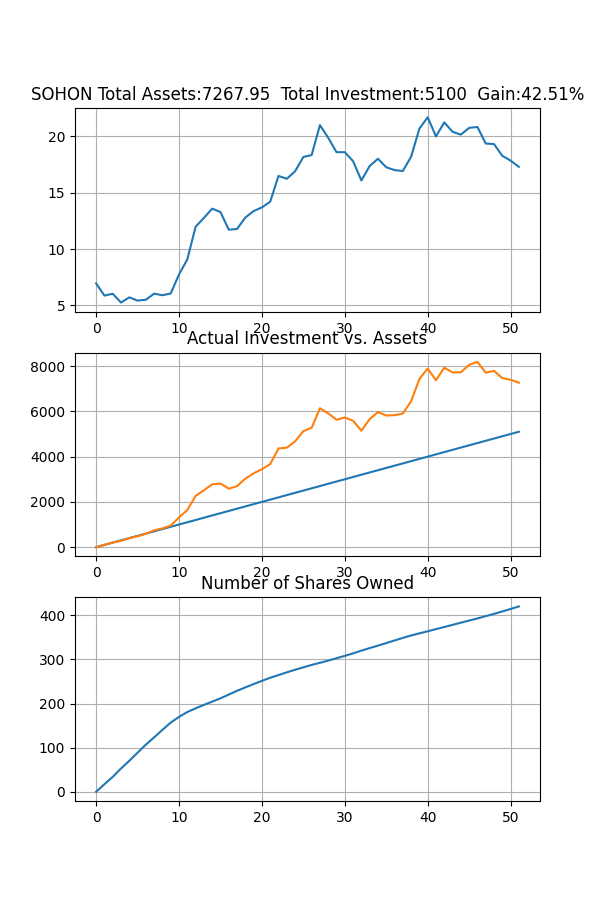 SOHON Total Assets:7267.95  Total Investment:5100  Gain:42.51%
20
15
10
5
0 10 20 30 40 50
Actual Investment vs. Assets
8000
6000
4000
2000
0
0 10 20 30 40 50
Number of Shares Owned
400
300
200
100
0
0 10 20 30 40 50